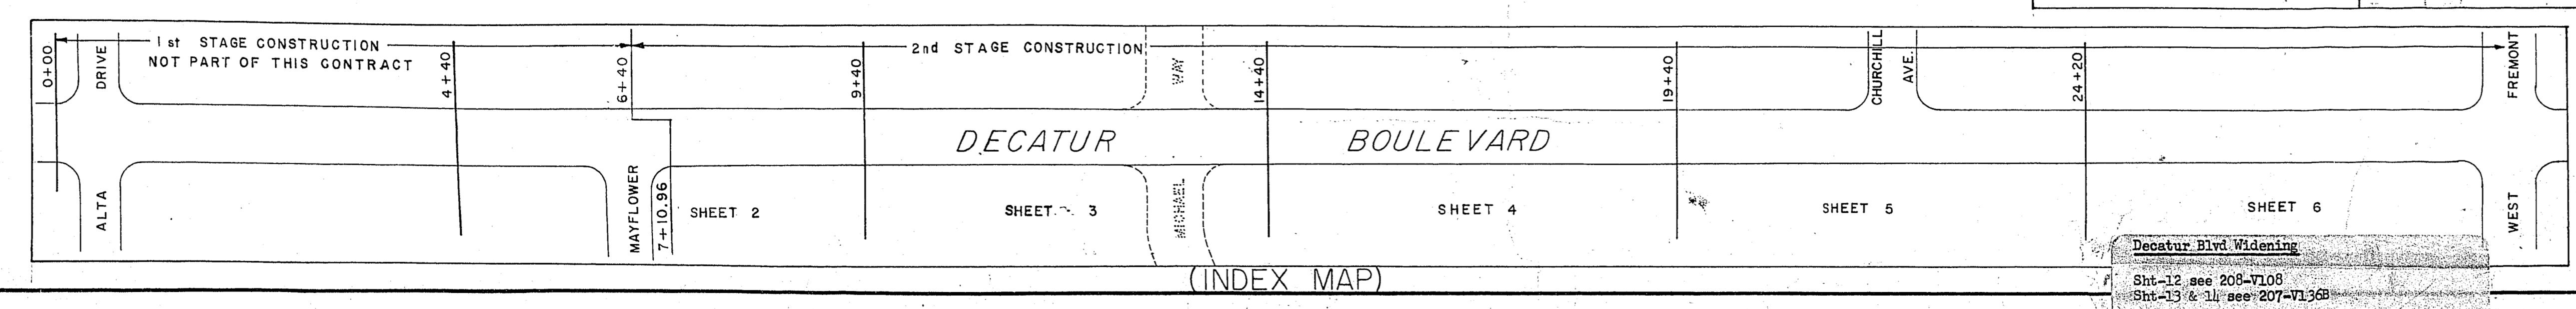 0+00
DRIVE
1st STAGE CONSTRUCTION
NOT PART OF THIS CONTRACT
4+40
6+40
2nd STAGE CONSTRUCTION
9+40
WAY
14+40
19+40
CHURCHILL
AVE.
24+20
FREMONT
DECATUR BOULEVARD
ALTA
MAYFLOWER
7+10.96
SHEET 2
SHEET 3
MICHAEL
SHEET 4
SHEET 5
SHEET 6
WEST
(INDEX MAP)
Decatur Blvd Widening
Sht-12 see 208-V108
Sht-13 & 14 see 207-V136B